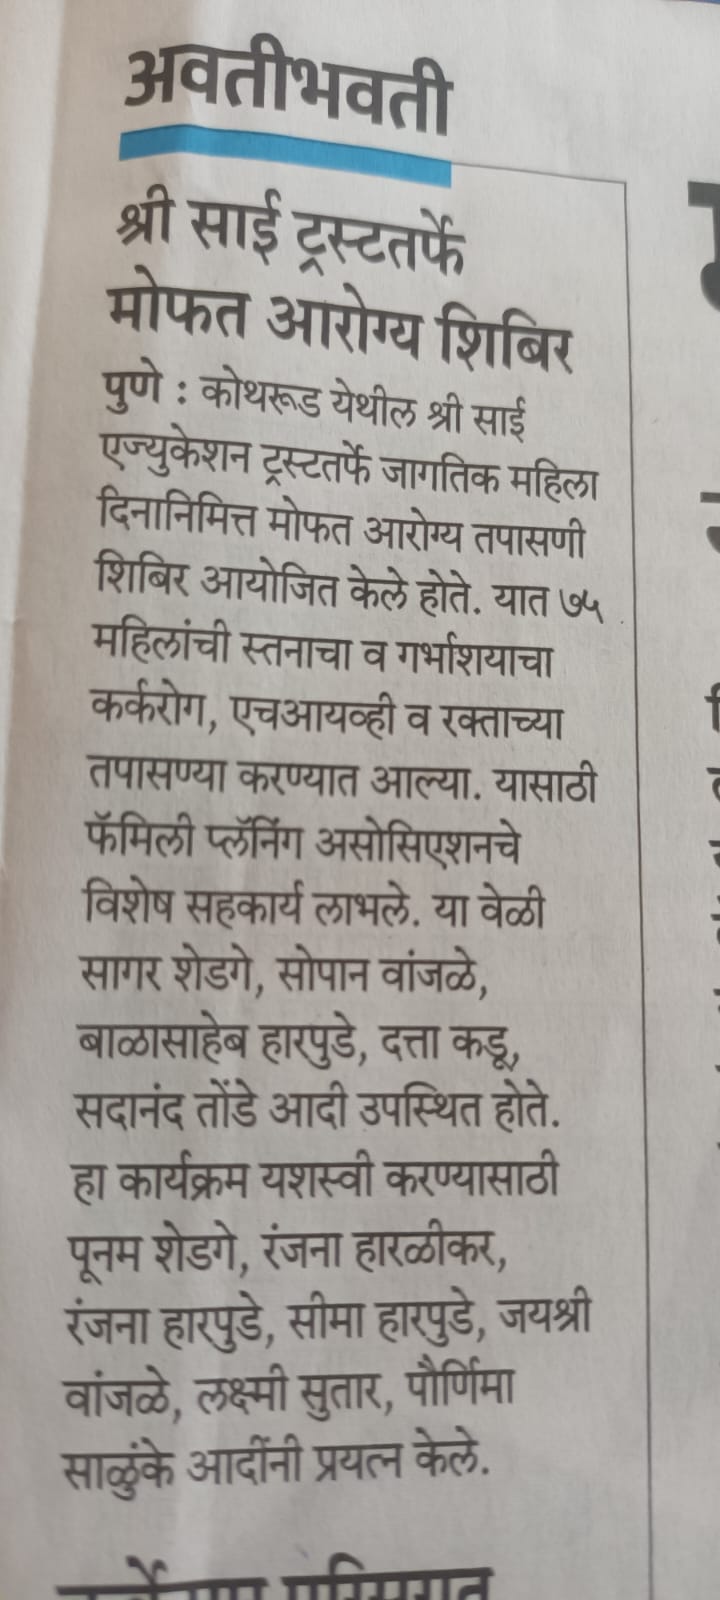 अवतीभवती
श्री साई ट्रस्टतर्फे
मोफत आरोग्य शिबिर
पुणे : कोथरूड येथील श्री साई
एज्युकेशन ट्रस्टतर्फे जागतिक महिला
दिनानिमित्त मोफत आरोग्य तपासणी
शिबिर आयोजित केले होते. यात ७५
महिलांची स्तनाचा व गर्भाशयाचा
कर्करोग, एचआयव्ही व रक्ताच्या
तपासण्या करण्यात आल्या. यासाठी
फॅमिली प्लॅनिंग असोसिएशनचे
विशेष सहकार्य लाभले. या वेळी
सागर शेडगे, सोपान वांजळे,
बाळासाहेब हारपुडे, दत्ता कडू,
सदानंद तोंडे आदी उपस्थित होते.
हा कार्यक्रम यशस्वी करण्यासाठी
पूनम शेडगे, रंजना हारळीकर,
रंजना हारपुडे, सीमा हारपुडे, जयश्री
वांजळे, लक्ष्मी सुतार, पौर्णिमा
साळुंके आदींनी प्रयत्न केले.